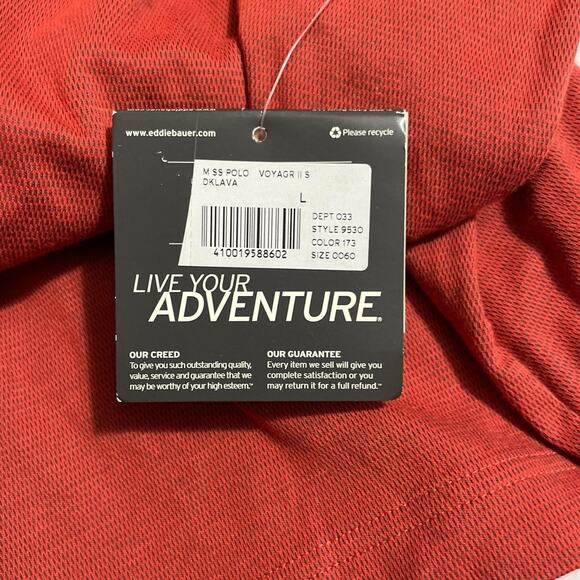 www.eddiebauer.com
Please recycle
M SS POLO VOYAGR II S
DKLAVA
L
DEPT 033
STYLE 9530
COLOR 173
SIZE 0060
410019588602
LIVE YOUR
ADVENTURE®
OUR CREED
To give you such outstanding quality,
value, service and guarantee that we
may be worthy of your high esteem.™
OUR GUARANTEE
Every item we sell will give you
complete satisfaction or you
may return it for a full refund.™